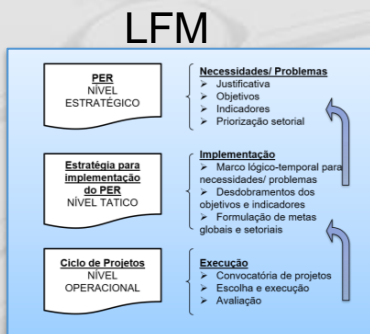 LFM
PER
NÍVEL
ESTRATÉGICO
Necessidades/ Problemas
➢ Justificativa
➢ Objetivos
➢ Indicadores
➢ Priorização setorial
Estratégia para
implementação
do PER
NÍVEL TATICO
Implementação
➢ Marco lógico-temporal para
necessidades/ problemas
➢ Desdobramentos dos
objetivos e indicadores
➢ Formulação de metas
globais e setoriais
Ciclo de Projetos
NÍVEL
OPERACIONAL
Execução
➢ Convocatória de projetos
➢ Escolha e execução
➢ Avaliação